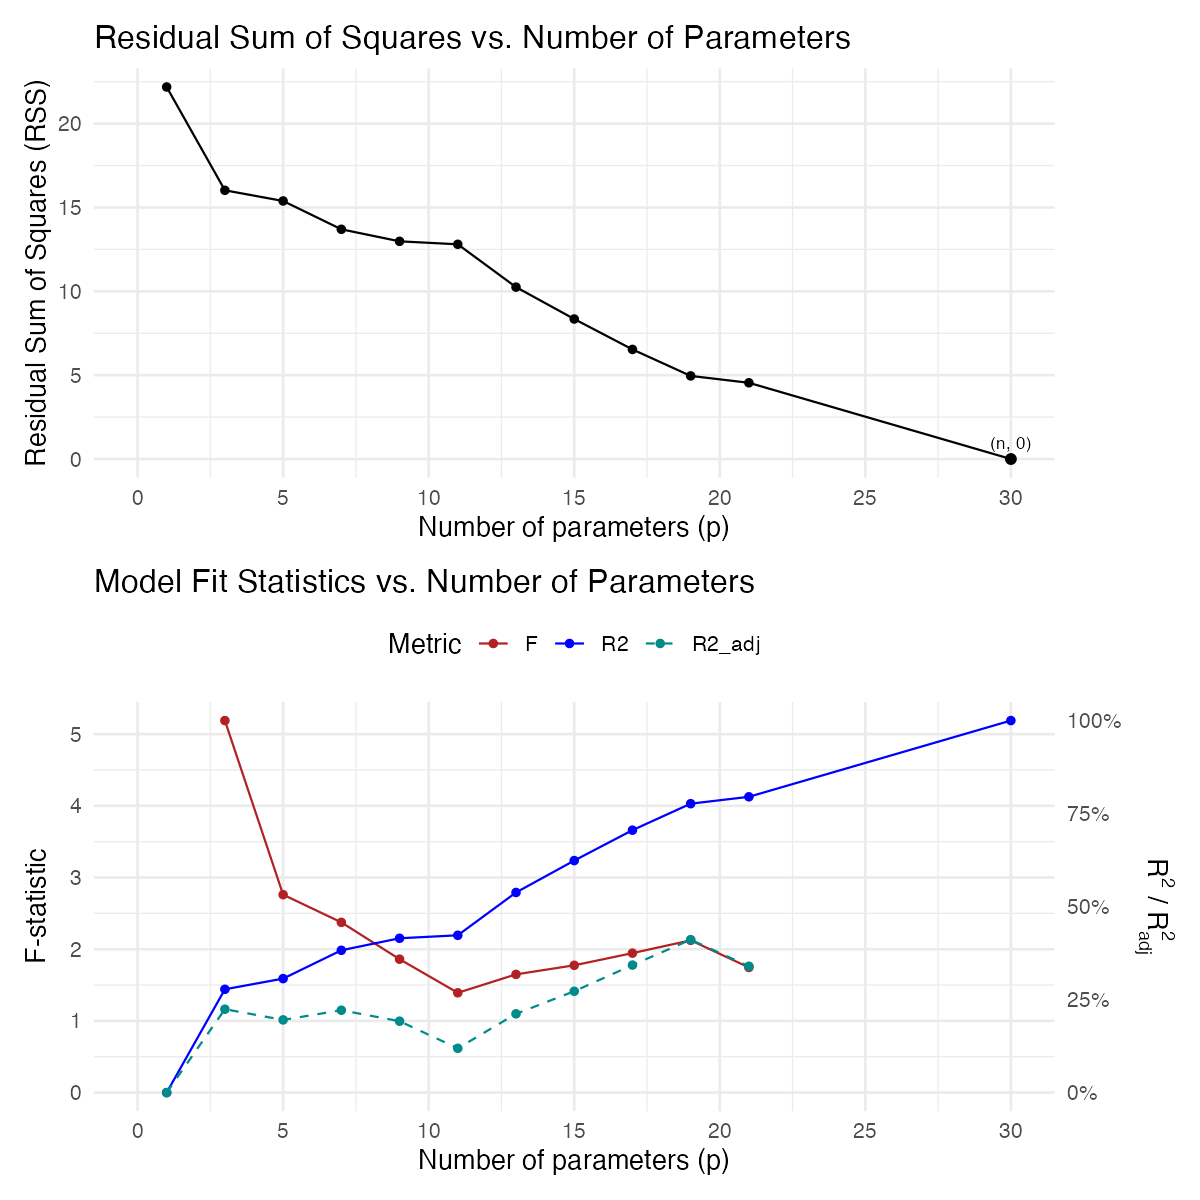 Residual Sum of Squares vs. Number of Parameters
Residual Sum of Squares (RSS)
20
15
10
5
0
(n, 0)
0 5 10 15 20 25 30
Number of parameters (p)
Model Fit Statistics vs. Number of Parameters
Metric F R2 R2_adj
F-statistic
5
4
3
2
1
0
100%
75%
50%
25%
0%
R² / R²adj
0 5 10 15 20 25 30
Number of parameters (p)